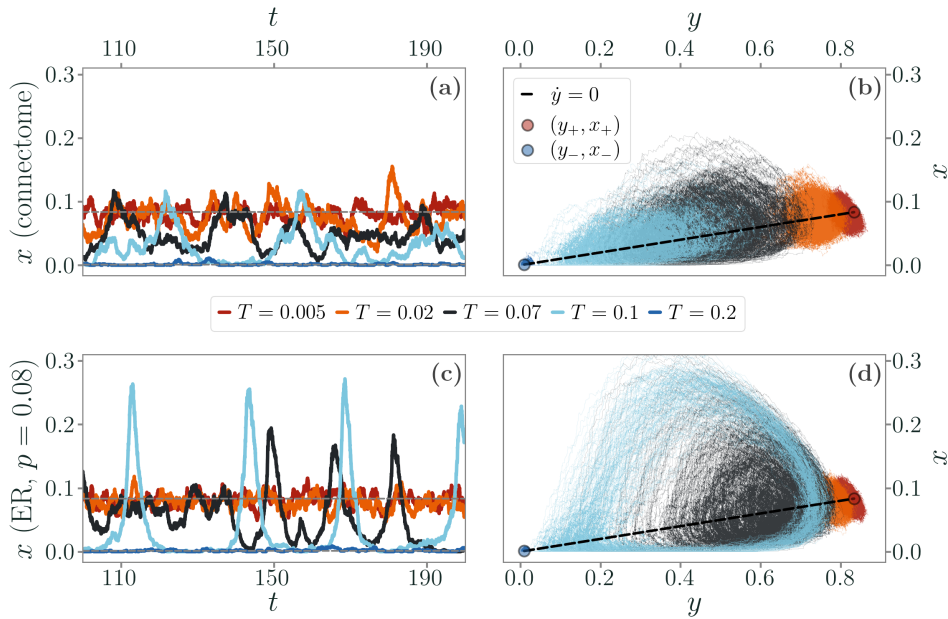 t
y
110 150 190
0.0 0.2 0.4 0.6 0.8
x (connectome)
0.3
0.2
0.1
0.0
(a)
(b)
ẏ = 0
(y₊, x₊)
(y₋, x₋)
0.3
0.2
0.1
0.0
x
T = 0.005 T = 0.02 T = 0.07 T = 0.1 T = 0.2
x (ER, p = 0.08)
0.3
0.2
0.1
0.0
(c)
(d)
0.3
0.2
0.1
0.0
x
110 150 190
0.0 0.2 0.4 0.6 0.8
t
y